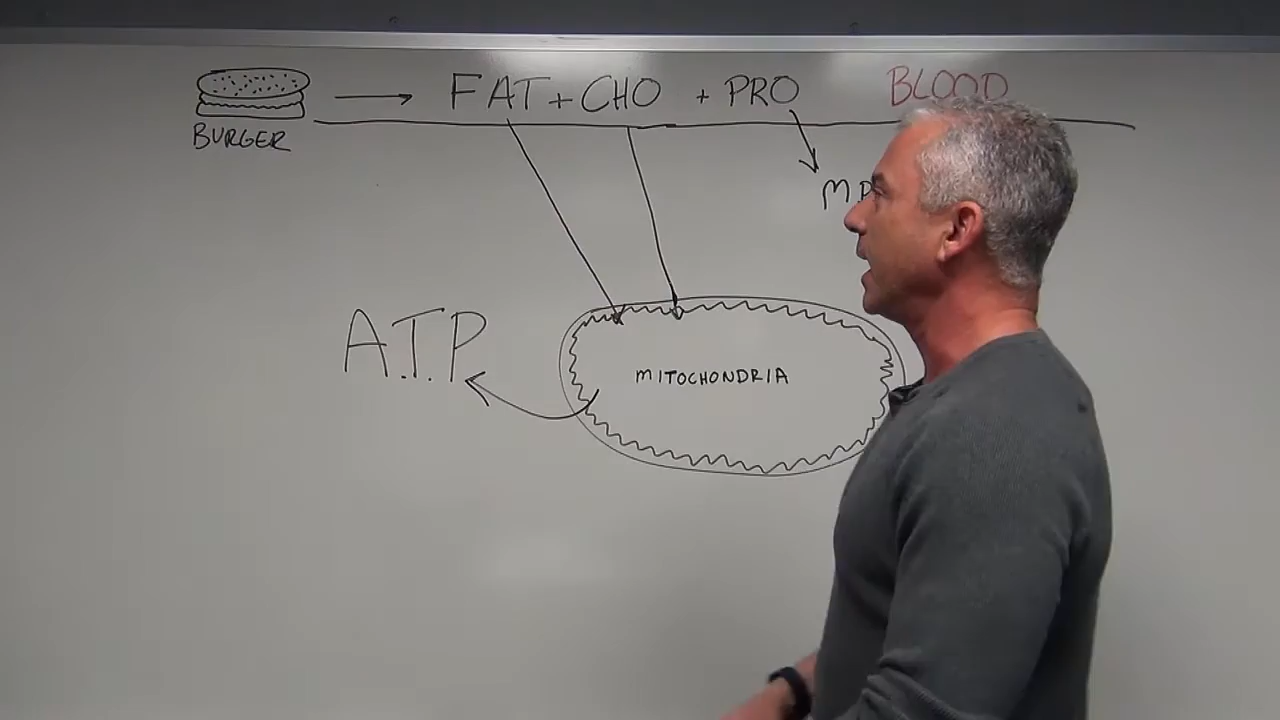 FAT + CHO + PRO BLOOD
BURGER
A.T.P
MITOCHONDRIA